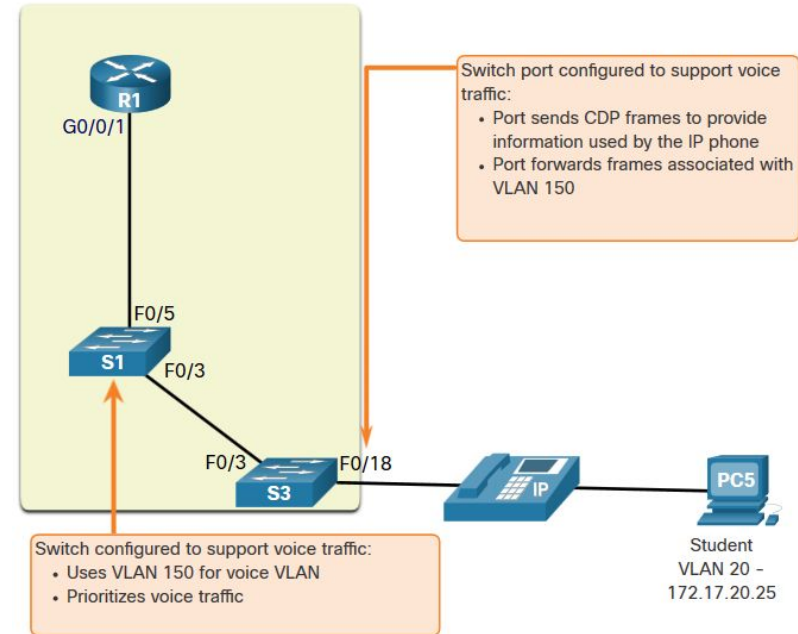 R1
G0/0/1
Switch port configured to support voice
traffic:
• Port sends CDP frames to provide
information used by the IP phone
• Port forwards frames associated with
VLAN 150
F0/5
S1
F0/3
F0/3
S3
F0/18
IP
PC5
Student
VLAN 20 -
172.17.20.25
Switch configured to support voice traffic:
• Uses VLAN 150 for voice VLAN
• Prioritizes voice traffic